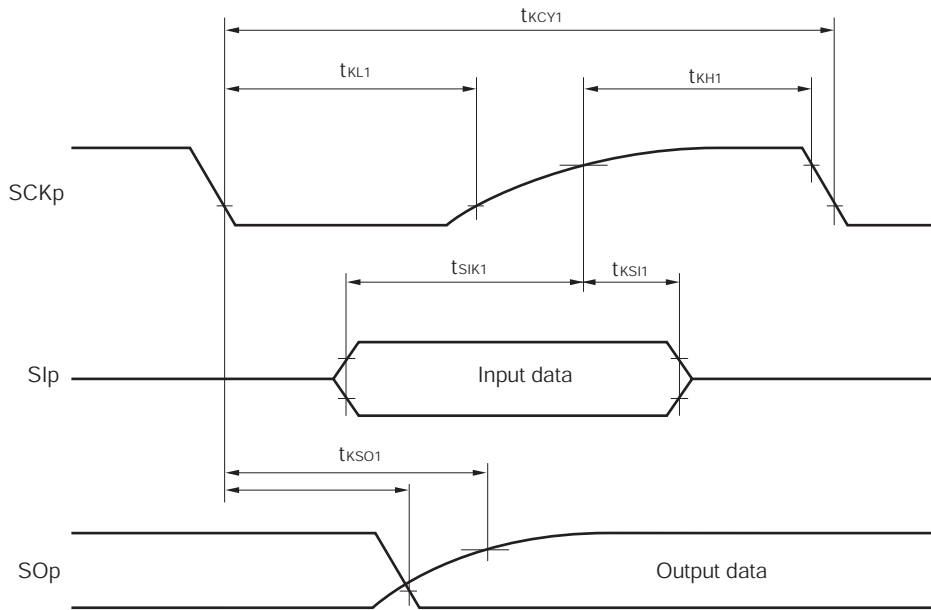 tKCY1
tKL1
tKH1
SCKp
tSIK1
tKSI1
SIp
Input data
tKSO1
SOp
Output data